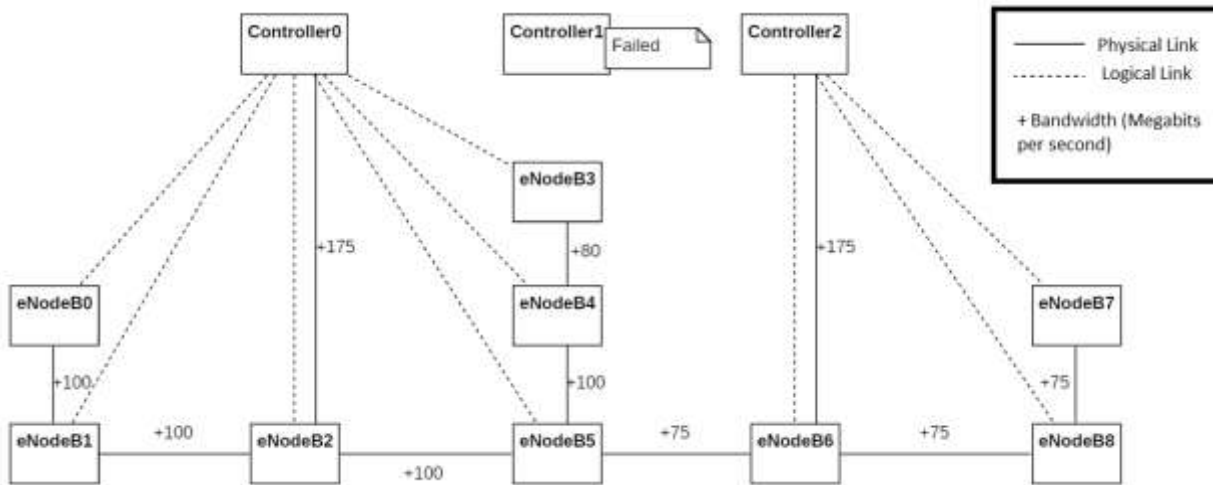 Controller0
Controller1
Failed
Controller2
Physical Link
Logical Link
+ Bandwidth (Megabits
per second)
eNodeB3
+175
+80
+175
eNodeB0
eNodeB4
eNodeB7
+100
+100
+75
eNodeB1
+100
eNodeB2
+100
eNodeB5
+75
eNodeB6
+75
eNodeB8